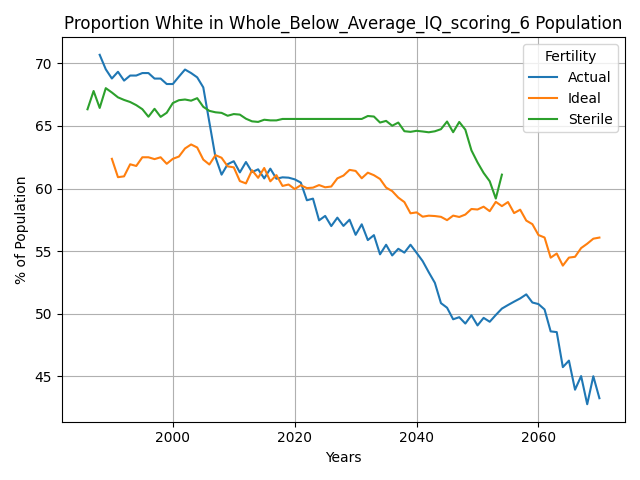 Proportion White in Whole_Below_Average_IQ_scoring_6 Population
% of Population
70
65
60
55
50
45
Fertility
Actual
Ideal
Sterile
2000
2020
2040
2060
Years